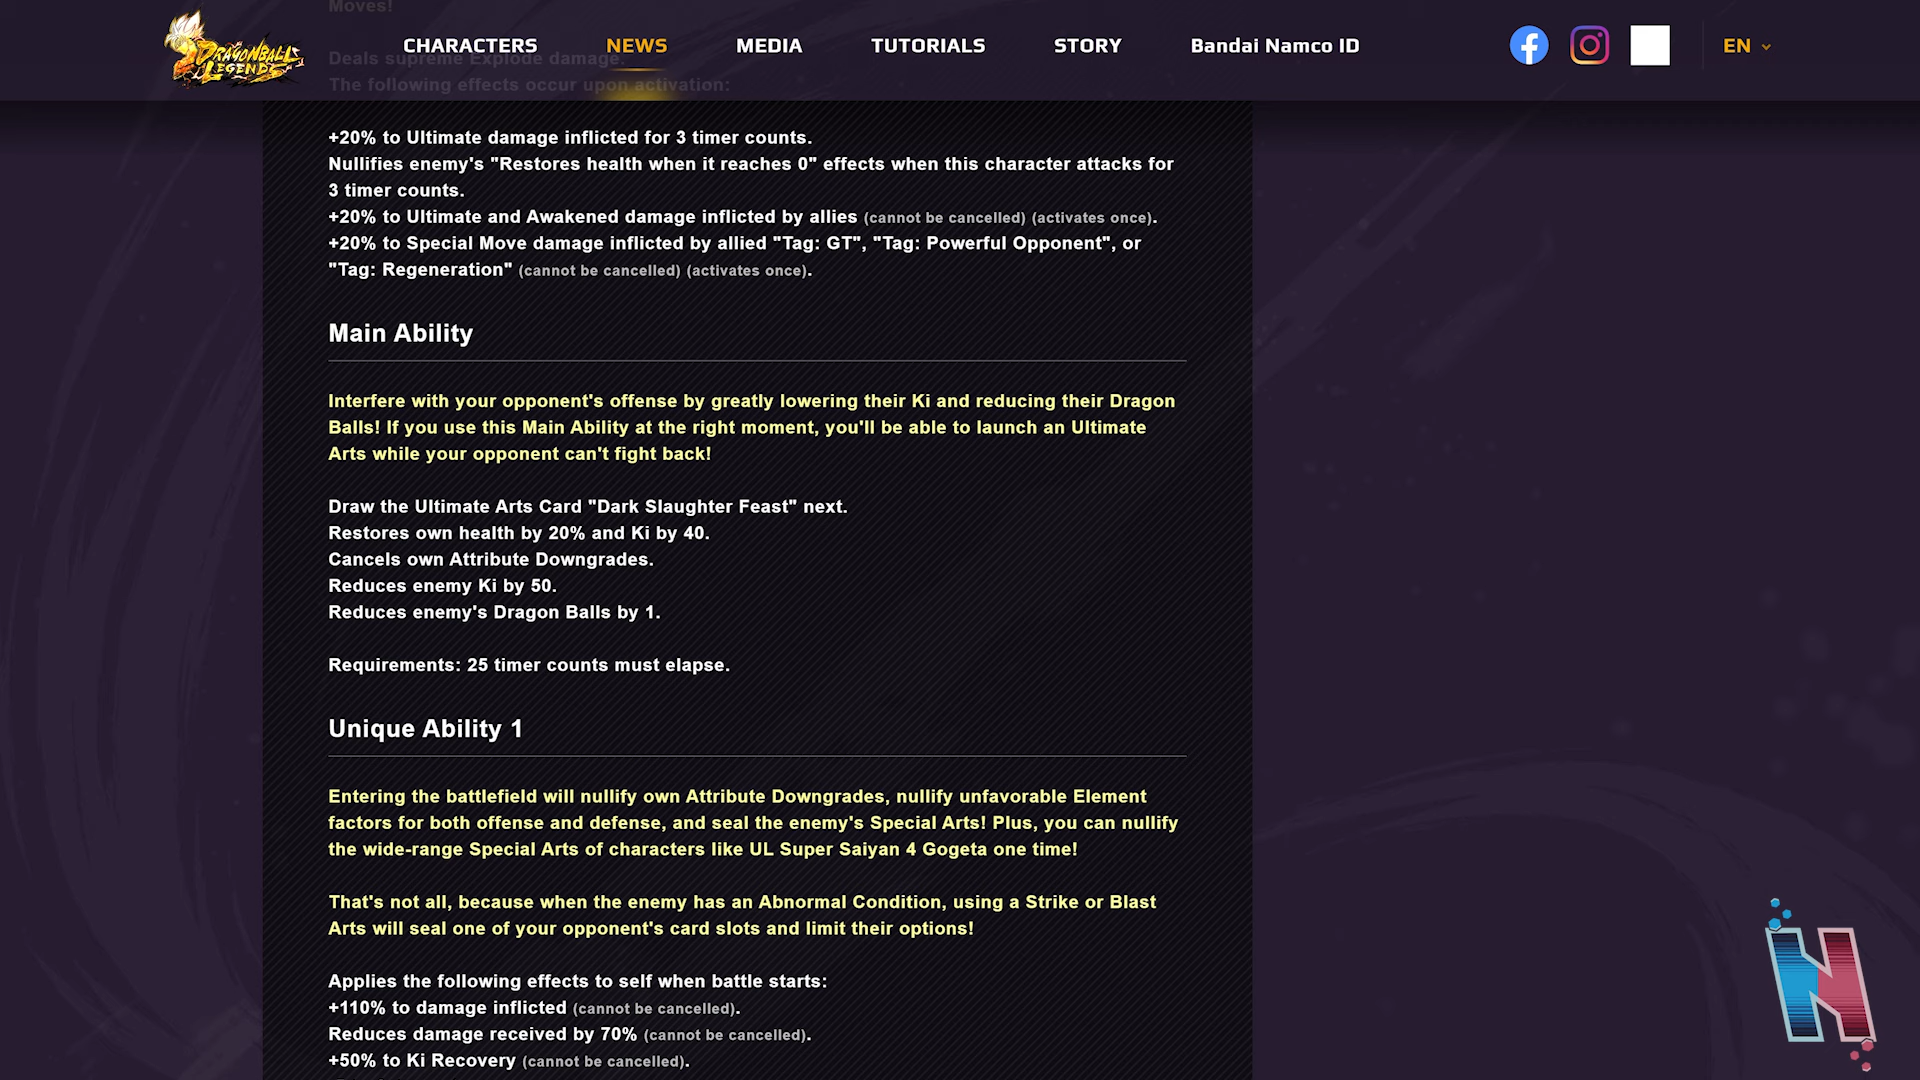 Moves!
DRAGONBALL LEGENDS
CHARACTERS
NEWS
MEDIA
TUTORIALS
STORY
Bandai Namco ID
EN
Deals supreme Explode damage.
The following effects occur upon activation:
+20% to Ultimate damage inflicted for 3 timer counts.
Nullifies enemy's "Restores health when it reaches 0" effects when this character attacks for
3 timer counts.
+20% to Ultimate and Awakened damage inflicted by allies (cannot be cancelled) (activates once).
+20% to Special Move damage inflicted by allied "Tag: GT", "Tag: Powerful Opponent", or
"Tag: Regeneration" (cannot be cancelled) (activates once).
Main Ability
Interfere with your opponent's offense by greatly lowering their Ki and reducing their Dragon
Balls! If you use this Main Ability at the right moment, you'll be able to launch an Ultimate
Arts while your opponent can't fight back!
Draw the Ultimate Arts Card "Dark Slaughter Feast" next.
Restores own health by 20% and Ki by 40.
Cancels own Attribute Downgrades.
Reduces enemy Ki by 50.
Reduces enemy's Dragon Balls by 1.
Requirements: 25 timer counts must elapse.
Unique Ability 1
Entering the battlefield will nullify own Attribute Downgrades, nullify unfavorable Element
factors for both offense and defense, and seal the enemy's Special Arts! Plus, you can nullify
the wide-range Special Arts of characters like UL Super Saiyan 4 Gogeta one time!
That's not all, because when the enemy has an Abnormal Condition, using a Strike or Blast
Arts will seal one of your opponent's card slots and limit their options!
Applies the following effects to self when battle starts:
+110% to damage inflicted (cannot be cancelled).
Reduces damage received by 70% (cannot be cancelled).
+50% to Ki Recovery (cannot be cancelled).
N